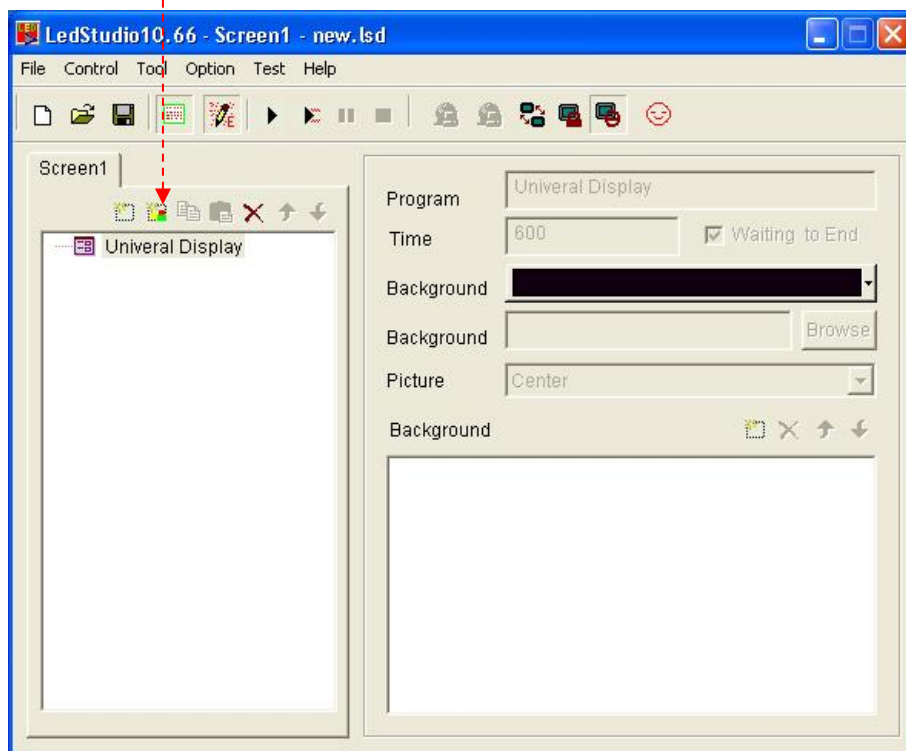 LedStudio10.66 - Screen1 - new.lsd
File Control Tool Option Test Help
Screen1
Univeral Display
Program Univeral Display
Time 600 Waiting to End
Background
Background Browse
Picture Center
Background